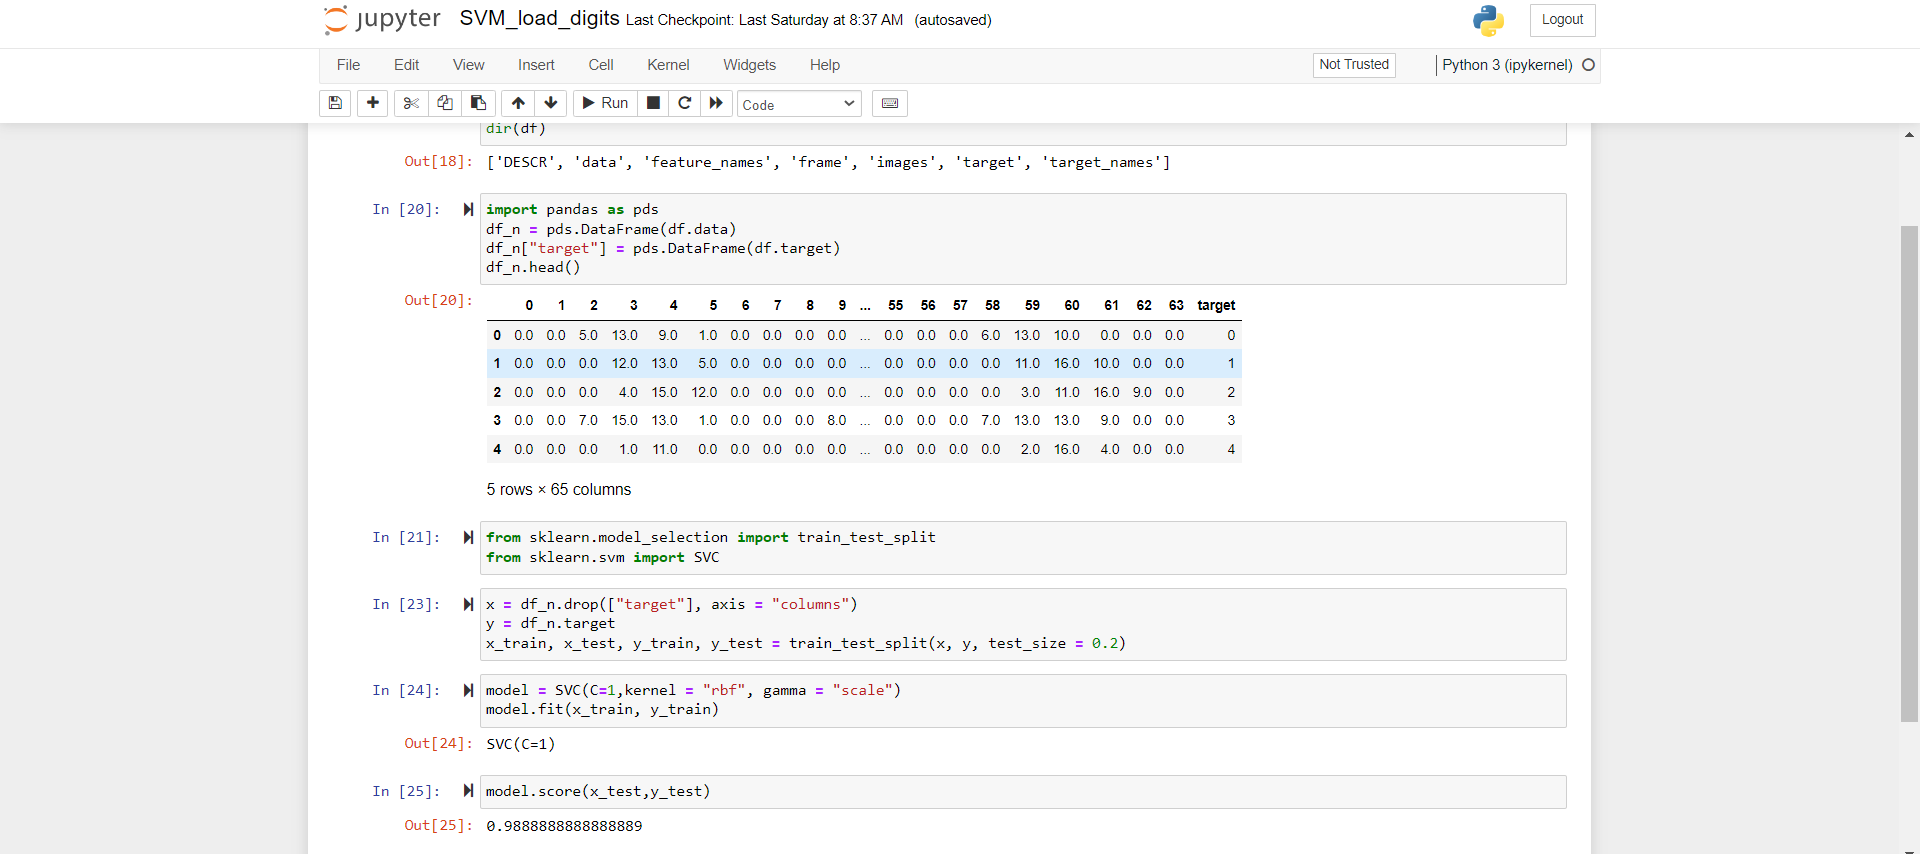 jupyter SVM_load_digits Last Checkpoint: Last Saturday at 8:37 AM (autosaved) Logout
File Edit View Insert Cell Kernel Widgets Help Not Trusted Python 3 (ipykernel)
Run Code
dir(df)
Out[18]: ['DESCR', 'data', 'feature_names', 'frame', 'images', 'target', 'target_names']
In [20]: import pandas as pds
df_n = pds.DataFrame(df.data)
df_n["target"] = pds.DataFrame(df.target)
df_n.head()
Out[20]: 0 1 2 3 4 5 6 7 8 9 ... 55 56 57 58 59 60 61 62 63 target
0 0.0 0.0 5.0 13.0 9.0 1.0 0.0 0.0 0.0 0.0 ... 0.0 0.0 0.0 6.0 13.0 10.0 0.0 0.0 0.0 0
1 0.0 0.0 0.0 12.0 13.0 5.0 0.0 0.0 0.0 0.0 ... 0.0 0.0 0.0 0.0 11.0 16.0 10.0 0.0 0.0 1
2 0.0 0.0 0.0 4.0 15.0 12.0 0.0 0.0 0.0 0.0 ... 0.0 0.0 0.0 0.0 3.0 11.0 16.0 9.0 0.0 2
3 0.0 0.0 7.0 15.0 13.0 1.0 0.0 0.0 0.0 8.0 ... 0.0 0.0 0.0 7.0 13.0 13.0 9.0 0.0 0.0 3
4 0.0 0.0 0.0 1.0 11.0 0.0 0.0 0.0 0.0 0.0 ... 0.0 0.0 0.0 0.0 2.0 16.0 4.0 0.0 0.0 4
5 rows × 65 columns
In [21]: from sklearn.model_selection import train_test_split
from sklearn.svm import SVC
In [23]: x = df_n.drop(["target"], axis = "columns")
y = df_n.target
x_train, x_test, y_train, y_test = train_test_split(x, y, test_size = 0.2)
In [24]: model = SVC(C=1,kernel = "rbf", gamma = "scale")
model.fit(x_train, y_train)
Out[24]: SVC(C=1)
In [25]: model.score(x_test,y_test)
Out[25]: 0.9888888888888889